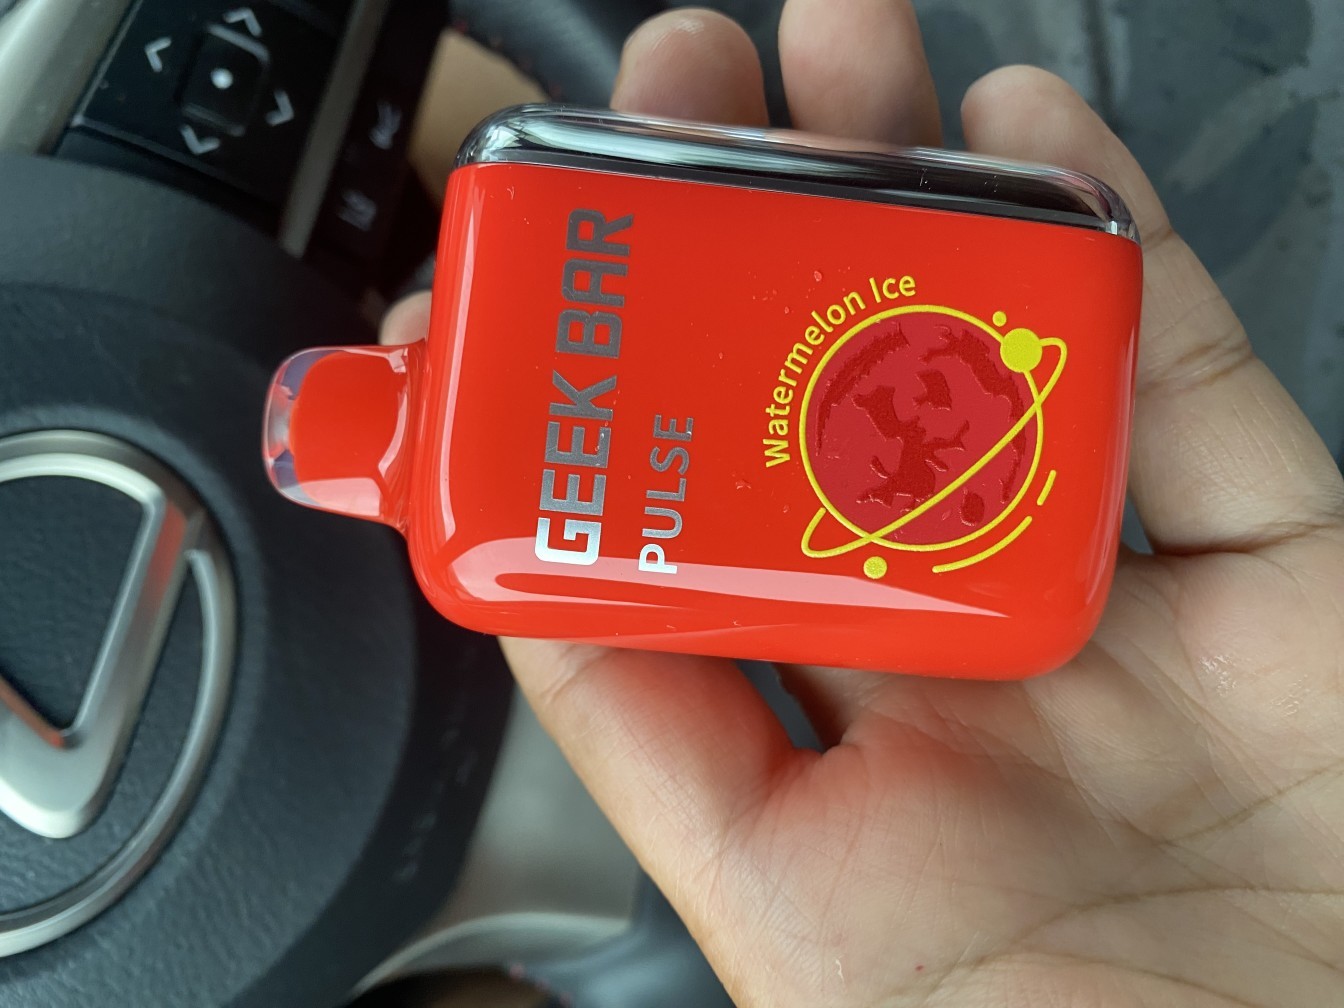 GEEK BAR
PULSE
Watermelon Ice